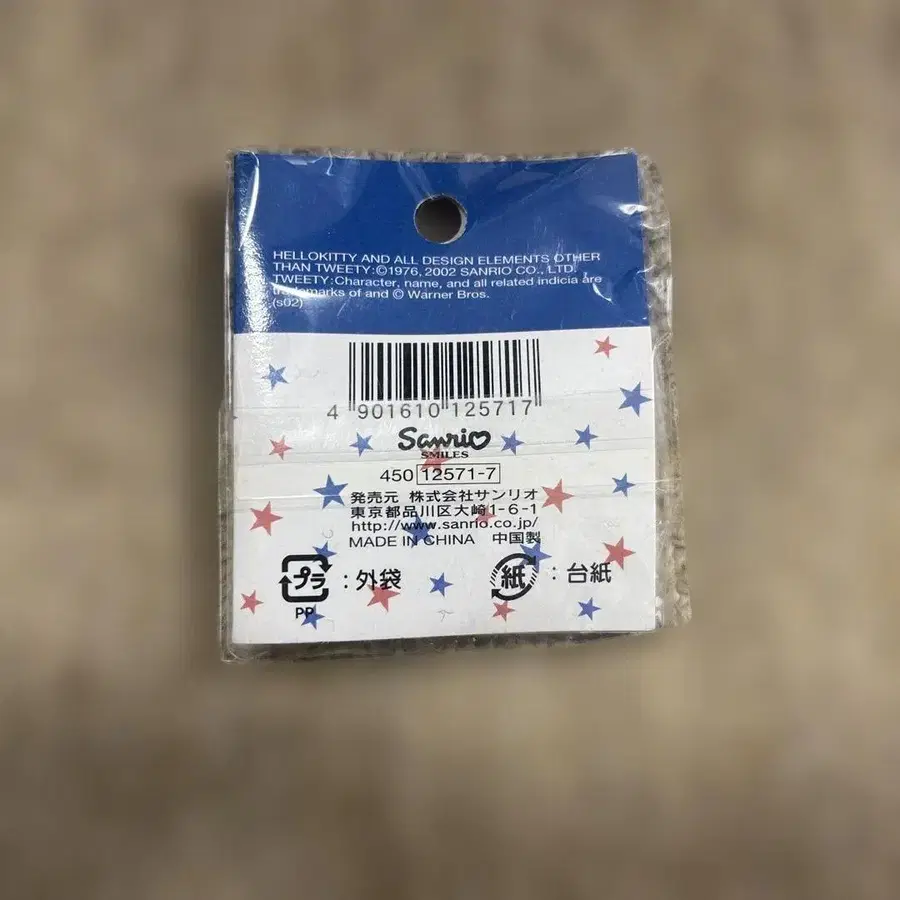 HELLOKITTY AND ALL DESIGN ELEMENTS OTHER
THAN TWEETY:©1976, 2002 SANRIO CO., LTD.
TWEETY:Character, name, and all related indicia are
trademarks of and © Warner Bros.
(s02)
4 901610 125717
Sanrio
SMILES
450 12571-7
発売元 株式会社サンリオ
東京都品川区大崎1-6-1
http://www.sanrio.co.jp/
MADE IN CHINA 中国製
プラ :外袋 紙 :台紙
PP